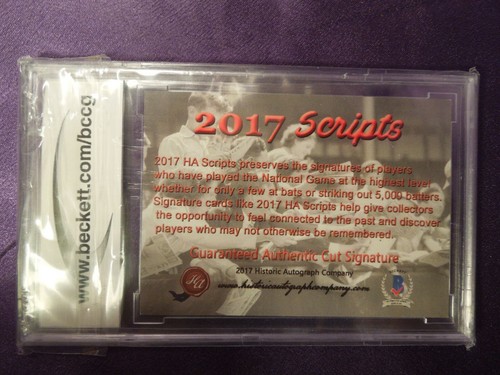 www.beckett.com/bccg
2017 Scripts
2017 HA Scripts preserves the signatures of players
who have played the National Game at the highest level
whether for only a few at bats or striking out 5,000 batters.
Signature cards like 2017 HA Scripts help give collectors
the opportunity to feel connected to the past and discover
players who may not otherwise be remembered.
Guaranteed Authentic Cut Signature
2017 Historic Autograph Company
www.historicautographcompany.com
HA
B